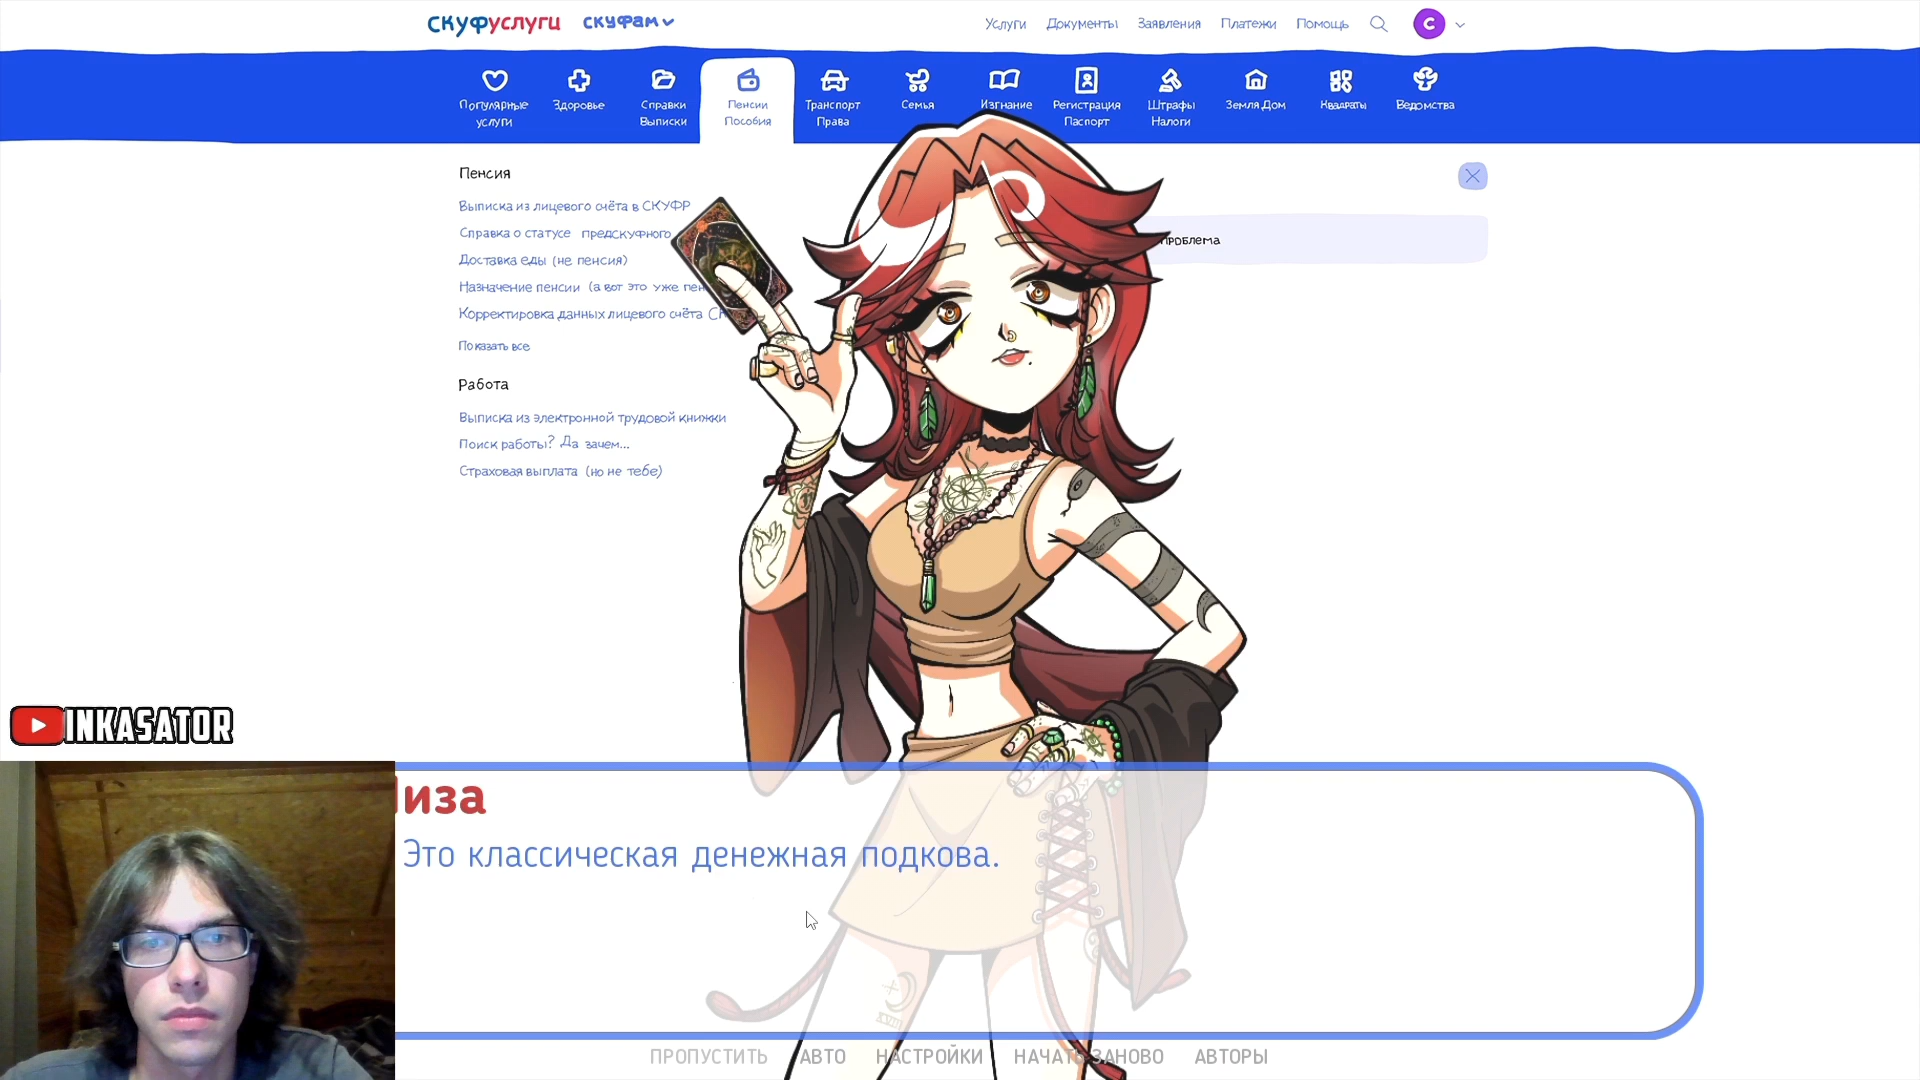 скуфуслуги
скуфам
Услуги
Документы
Заявления
Платежи
Помощь
С
Популярные
услуги
Здоровье
Справки
Выписки
Пенсии
Пособия
Транспорт
Права
Семья
Изгнание
Регистрация
Паспорт
Штрафы
Налоги
Земля Дом
Квадраты
Ведомства
Пенсия
Выписка из лицевого счёта в СКУФР
Справка о статусе предскуфного
Доставка еды (не пенсия)
Назначение пенсии (а вот это уже пен
Корректировка данных лицевого счёта
Показать все
Работа
Выписка из электронной трудовой книжки
Поиск работы? Да зачем...
Страховая выплата (но не тебе)
проблема
INKASATOR
иза
Это классическая денежная подкова.
XVIII
ПРОПУСТИТЬ
АВТО
НАСТРОЙКИ
НАЧАТЬ ЗАНОВО
АВТОРЫ